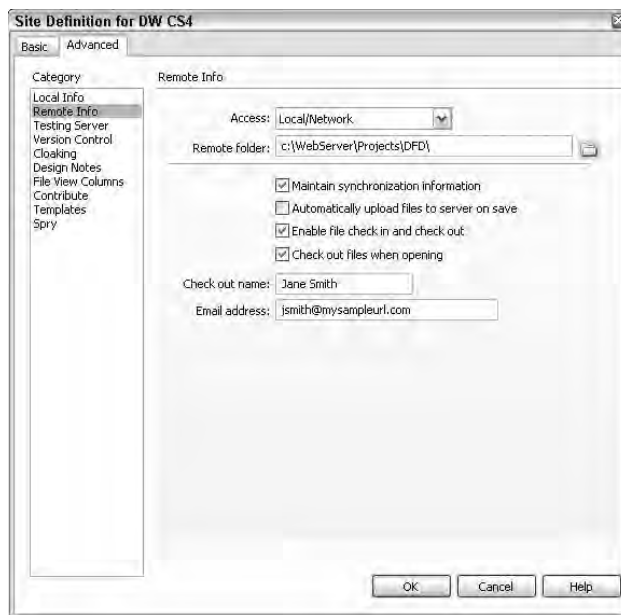 Site Definition for DW CS4
Basic Advanced
Category
Local Info
Remote Info
Testing Server
Version Control
Cloaking
Design Notes
File View Columns
Contribute
Templates
Spry
Remote Info
Access: Local/Network
Remote folder: c:\WebServer\Projects\DFD\
Maintain synchronization information
Automatically upload files to server on save
Enable file check in and check out
Check out files when opening
Check out name: Jane Smith
Email address: jsmith@mysampleurl.com
OK Cancel Help